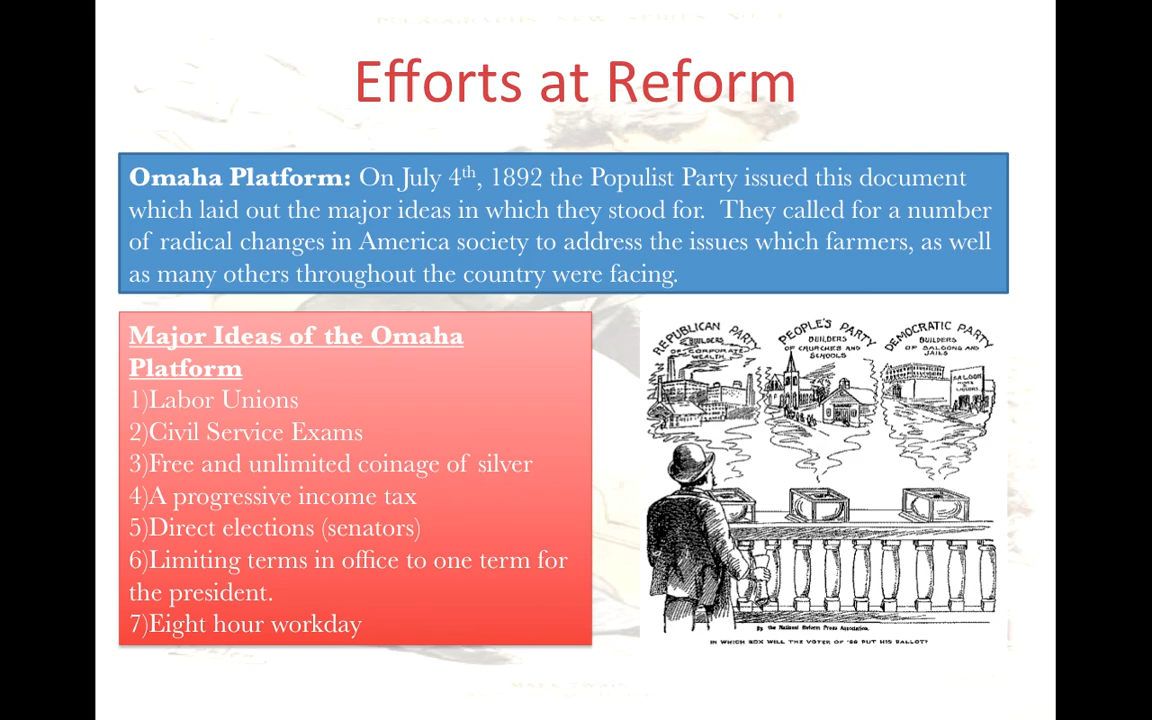 Efforts at Reform
Omaha Platform: On July 4th, 1892 the Populist Party issued this document
which laid out the major ideas in which they stood for.  They called for a number
of radical changes in America society to address the issues which farmers, as well
as many others throughout the country were facing.
Major Ideas of the Omaha
Platform
1)Labor Unions
2)Civil Service Exams
3)Free and unlimited coinage of silver
4)A progressive income tax
5)Direct elections (senators)
6)Limiting terms in office to one term for
the president.
7)Eight hour workday
REPUBLICAN PARTY
BUILDERS
OF CORPORATE
WEALTH
PEOPLE'S PARTY
BUILDERS
OF CHURCHES AND
SCHOOLS
DEMOCRATIC PARTY
BUILDERS
OF SALOONS AND
JAILS
SALOON
By the National Reform Press Association.
IN WHICH BOX WILL THE VOTER OF '96 PUT HIS BALLOT?